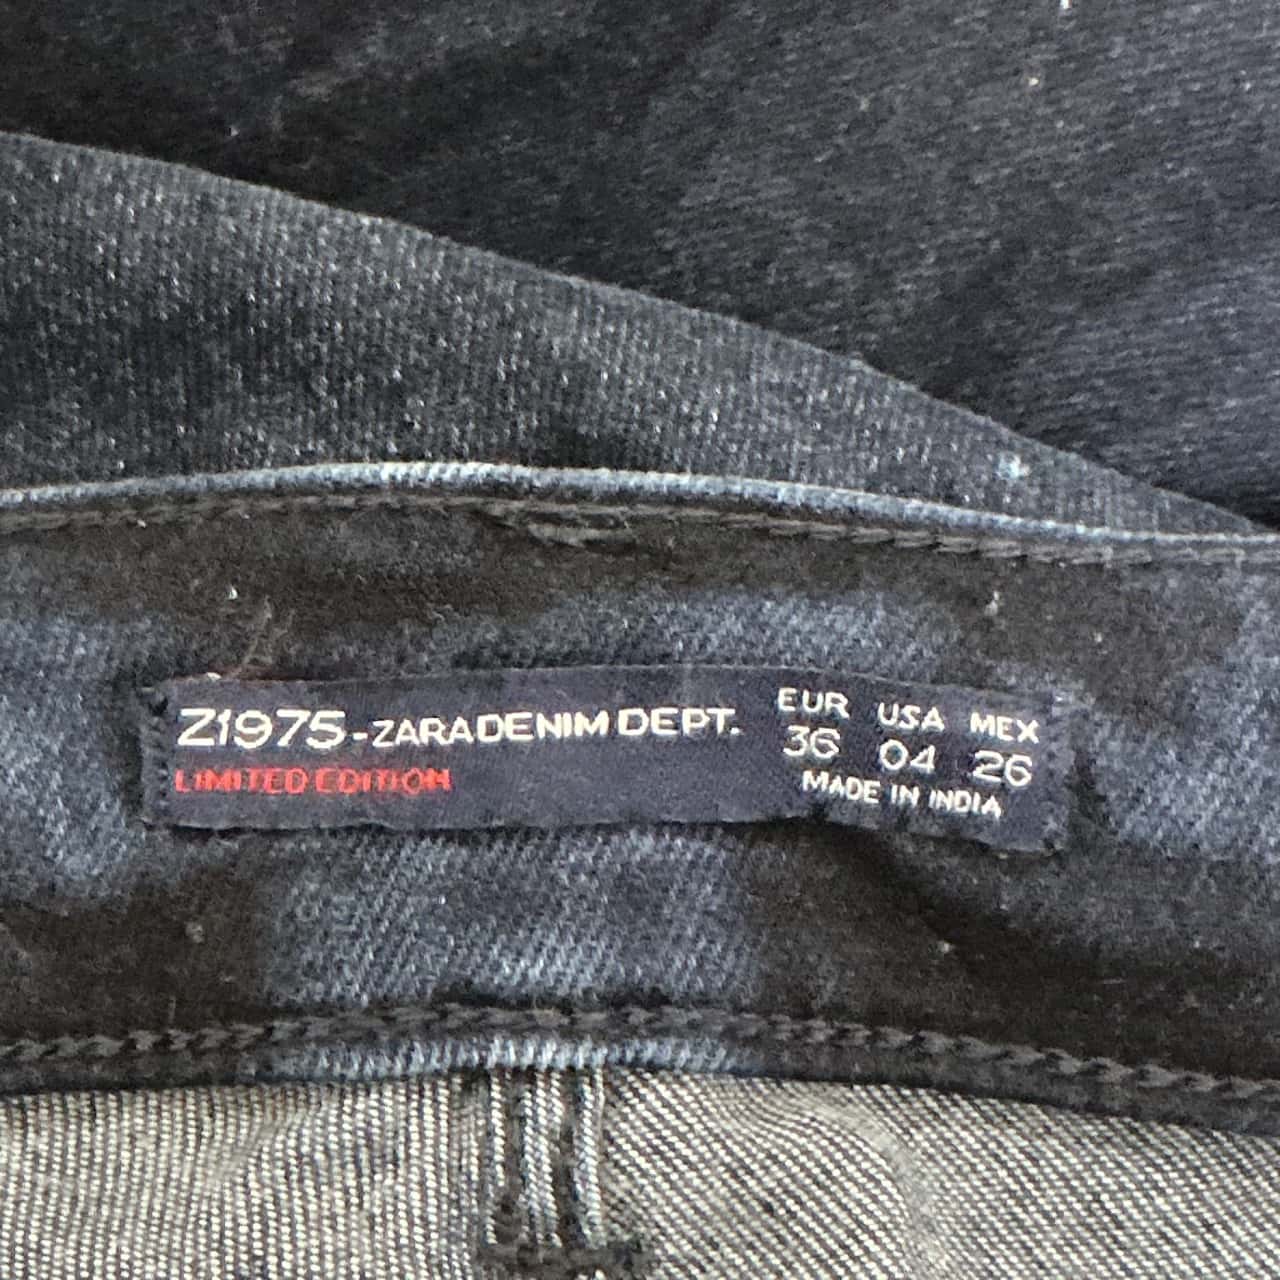 Z1975-ZARADENIM DEPT.
LIMITED EDITION
EUR USA MEX
36 04 26
MADE IN INDIA